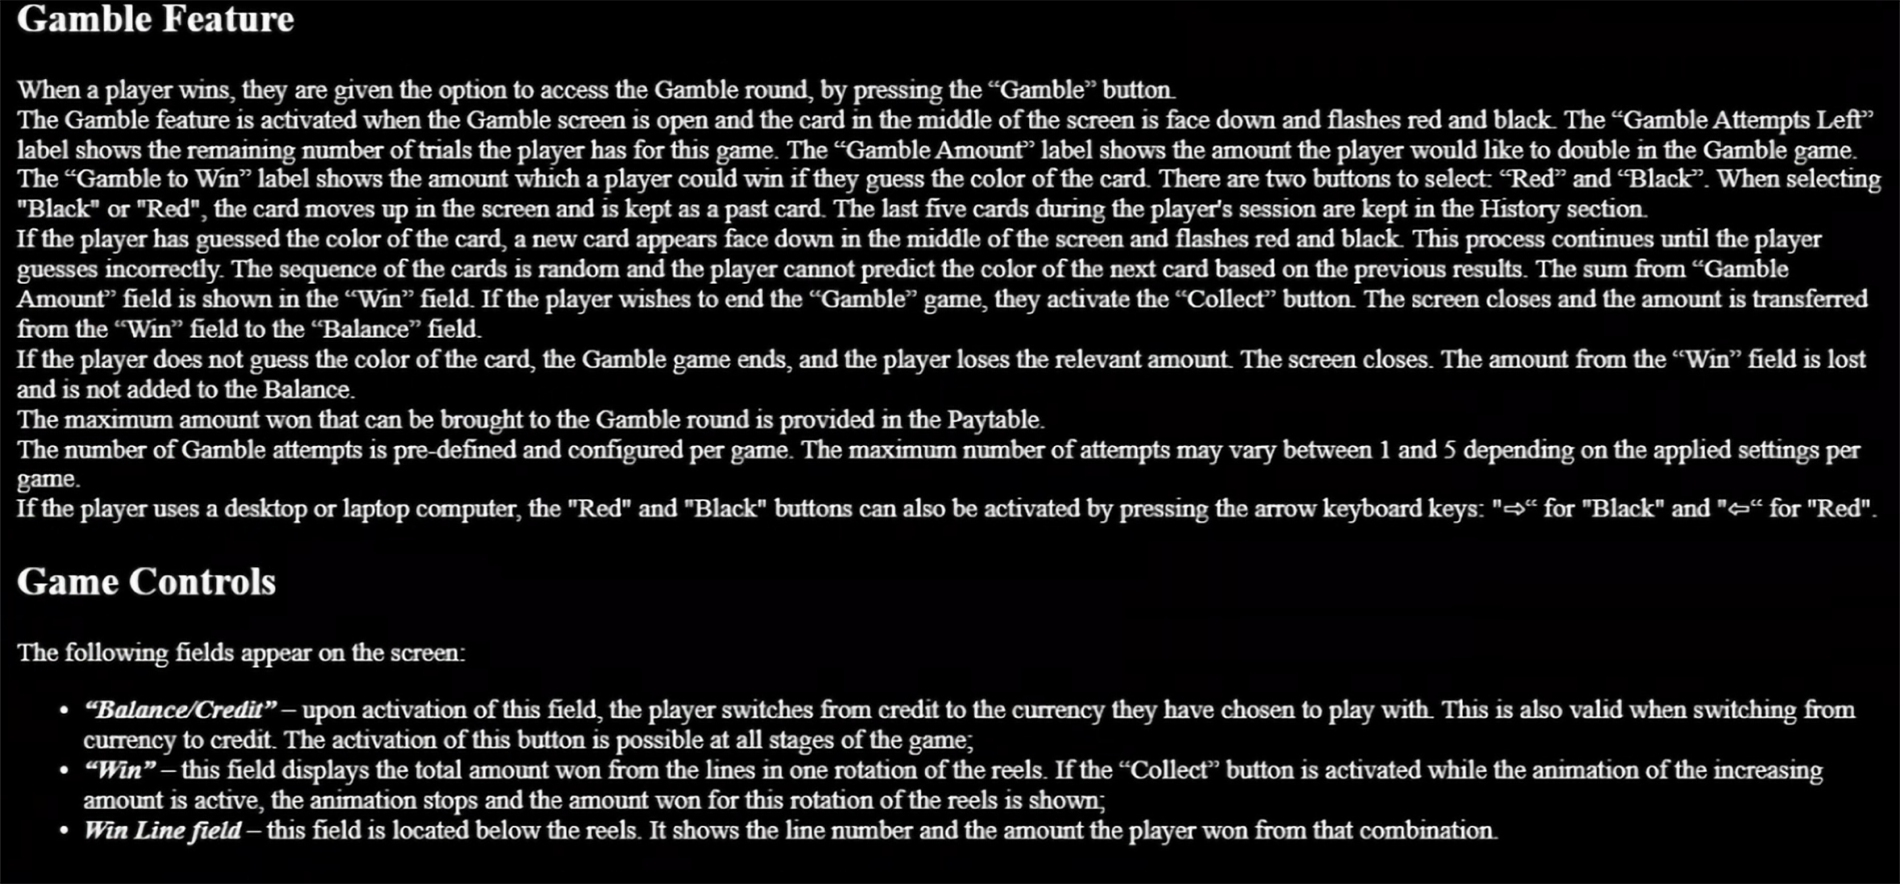 Gamble Feature
When a player wins, they are given the option to access the Gamble round, by pressing the “Gamble” button.
The Gamble feature is activated when the Gamble screen is open and the card in the middle of the screen is face down and flashes red and black. The “Gamble Attempts Left”
label shows the remaining number of trials the player has for this game. The “Gamble Amount” label shows the amount the player would like to double in the Gamble game.
The “Gamble to Win” label shows the amount which a player could win if they guess the color of the card. There are two buttons to select: “Red” and “Black”. When selecting
"Black" or "Red", the card moves up in the screen and is kept as a past card. The last five cards during the player's session are kept in the History section.
If the player has guessed the color of the card, a new card appears face down in the middle of the screen and flashes red and black. This process continues until the player
guesses incorrectly. The sequence of the cards is random and the player cannot predict the color of the next card based on the previous results. The sum from “Gamble
Amount” field is shown in the “Win” field. If the player wishes to end the “Gamble” game, they activate the “Collect” button. The screen closes and the amount is transferred
from the “Win” field to the “Balance” field.
If the player does not guess the color of the card, the Gamble game ends, and the player loses the relevant amount. The screen closes. The amount from the “Win” field is lost
and is not added to the Balance.
The maximum amount won that can be brought to the Gamble round is provided in the Paytable.
The number of Gamble attempts is pre-defined and configured per game. The maximum number of attempts may vary between 1 and 5 depending on the applied settings per
game.
If the player uses a desktop or laptop computer, the "Red" and "Black" buttons can also be activated by pressing the arrow keyboard keys: "⇨“ for "Black" and "⇦“ for "Red".
Game Controls
The following fields appear on the screen:
• “Balance/Credit” – upon activation of this field, the player switches from credit to the currency they have chosen to play with. This is also valid when switching from
currency to credit. The activation of this button is possible at all stages of the game;
• “Win” – this field displays the total amount won from the lines in one rotation of the reels. If the “Collect” button is activated while the animation of the increasing
amount is active, the animation stops and the amount won for this rotation of the reels is shown;
• Win Line field – this field is located below the reels. It shows the line number and the amount the player won from that combination.